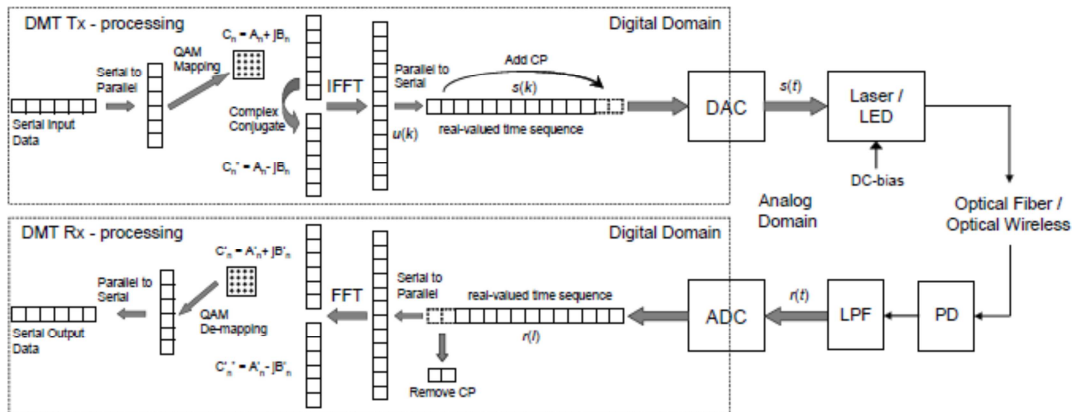 DMT Tx - processing
Cn = An + jBn
Digital Domain
QAM
Mapping
Serial to
Parallel
IFFT
Parallel to
Serial
Add CP
s(k)
DAC
s(t)
Laser /
LED
Serial Input
Data
Complex
Conjugate
u(k)
real-valued time sequence
Cn* = An - jBn
DC-bias
Analog
Domain
Optical Fiber /
Optical Wireless
DMT Rx - processing
Digital Domain
C'n = A'n + jB'n
Parallel to
Serial
FFT
Serial to
Parallel
real-valued time sequence
ADC
r(t)
LPF
PD
QAM
De-mapping
r(l)
Serial Output
Data
C'n* = A'n - jB'n
Remove CP